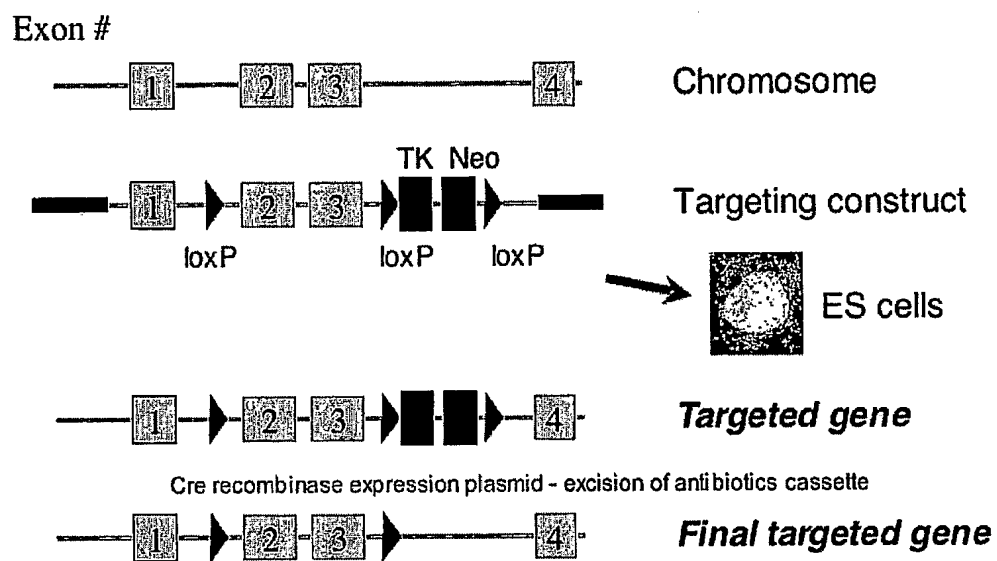 Exon #
1 2 3 4 Chromosome
TK Neo
1 2 3 Targeting construct
loxP loxP loxP
ES cells
1 2 3 4 Targeted gene
Cre recombinase expression plasmid - excision of antibiotics cassette
1 2 3 4 Final targeted gene